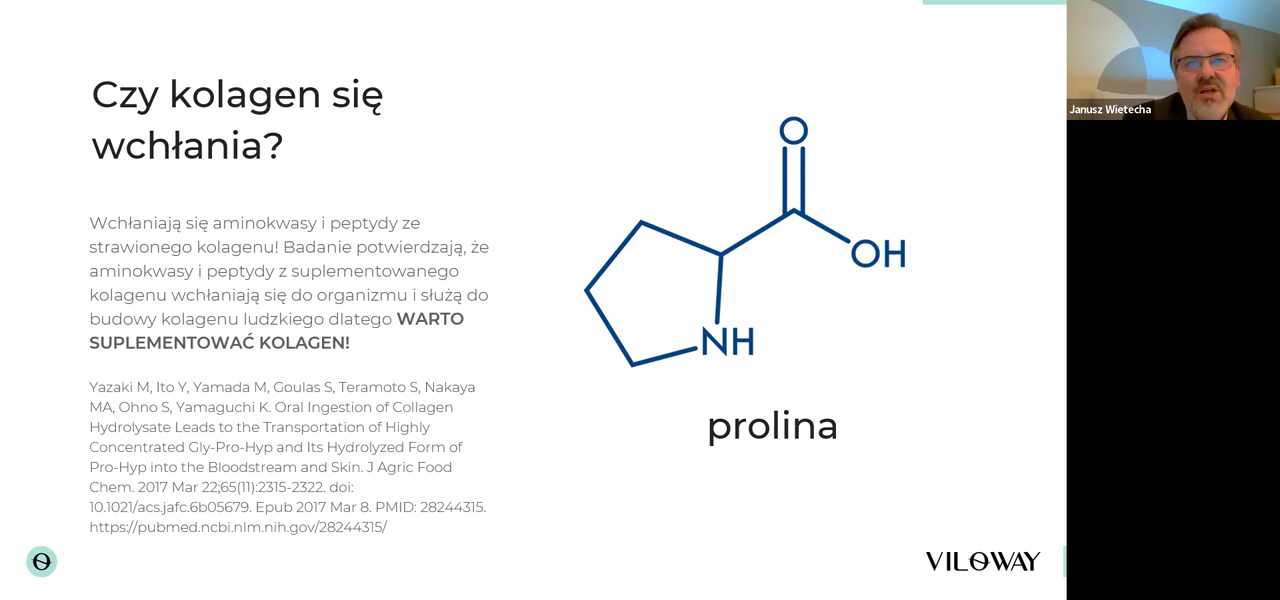 Czy kolagen się
wchłania?
Wchłaniają się aminokwasy i peptydy ze
strawionego kolagenu! Badanie potwierdzają, że
aminokwasy i peptydy z suplementowanego
kolagenu wchłaniają się do organizmu i służą do
budowy kolagenu ludzkiego dlatego WARTO
SUPLEMENTOWAĆ KOLAGEN!
Yazaki M, Ito Y, Yamada M, Goulas S, Teramoto S, Nakaya
MA, Ohno S, Yamaguchi K. Oral Ingestion of Collagen
Hydrolysate Leads to the Transportation of Highly
Concentrated Gly-Pro-Hyp and Its Hydrolyzed Form of
Pro-Hyp into the Bloodstream and Skin. J Agric Food
Chem. 2017 Mar 22;65(11):2315-2322. doi:
10.1021/acs.jafc.6b05679. Epub 2017 Mar 8. PMID: 28244315.
https://pubmed.ncbi.nlm.nih.gov/28244315/
O
OH
NH
prolina
VILOWAY
Janusz Wietecha